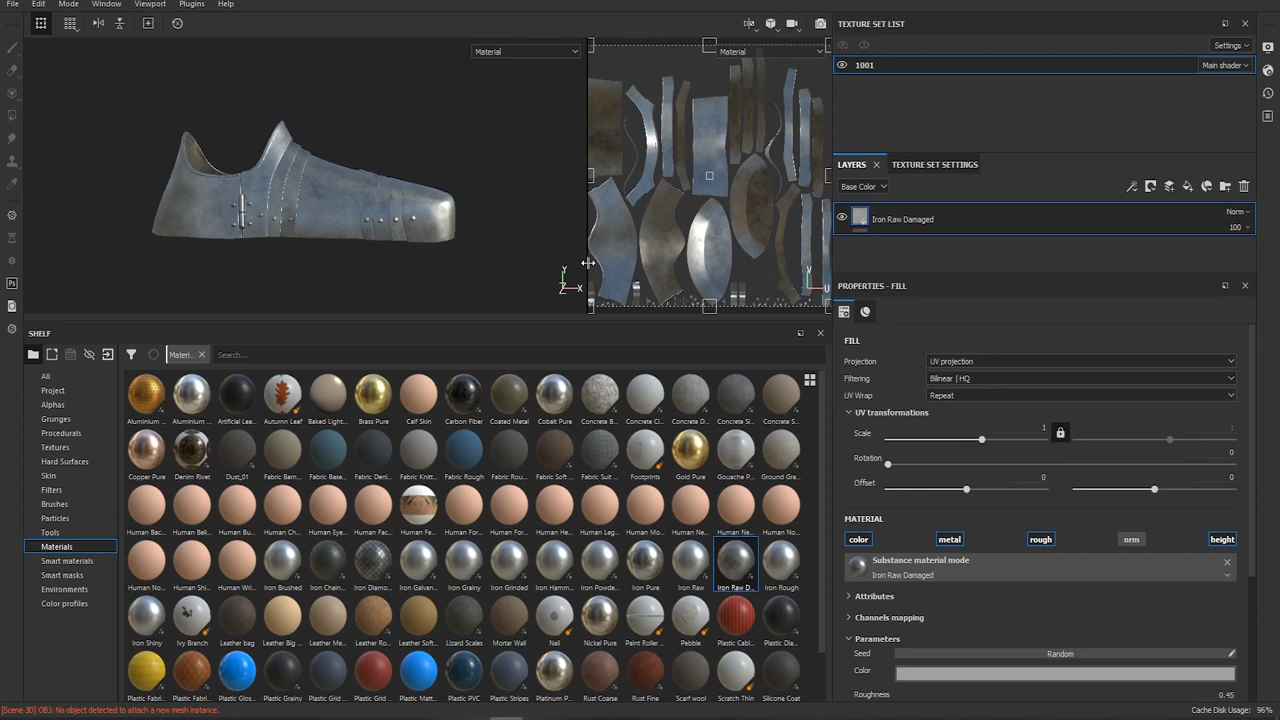 File Edit Mode Window Viewport Plugins Help
Material
Material
Y
Z X
V
U
TEXTURE SET LIST
Settings
1001
Main shader
LAYERS
TEXTURE SET SETTINGS
Base Color
Iron Raw Damaged
Norm
100
PROPERTIES - FILL
FILL
Projection
UV projection
Filtering
Bilinear | HQ
UV Wrap
Repeat
UV transformations
Scale
1
1
Rotation
0
Offset
0
0
MATERIAL
color metal rough nrm height
Substance material mode
Iron Raw Damaged
Attributes
Channels mapping
Parameters
Seed
Random
Color
Roughness
0.45
SHELF
Ps
Materi...
Search...
All
Project
Alphas
Grunges
Procedurals
Textures
Hard Surfaces
Skin
Filters
Brushes
Particles
Tools
Materials
Smart materials
Smart masks
Environments
Color profiles
Aluminium ... Aluminium ... Artificial Lea... Autumn Leaf Baked Light... Brass Pure Calf Skin Carbon Fiber Coated Metal Cobalt Pure Concrete B... Concrete Cl... Concrete D... Concrete Si... Concrete S...
Copper Pure Denim Rivet Dust_01 Fabric Bam... Fabric Base... Fabric Deni... Fabric Knitt... Fabric Rough Fabric Rou... Fabric Soft ... Fabric Suit ... Footprints Gold Pure Gouache P... Ground Gra...
Human Bac... Human Bell... Human Bu... Human Ch... Human Eye... Human Fac... Human Fe... Human For... Human For... Human He... Human Leg... Human Mo... Human Ne... Human Ne... Human No...
Human No... Human Shi... Human Wri... Iron Brushed Iron Chain... Iron Diamo... Iron Galvan... Iron Grainy Iron Grinded Iron Hamm... Iron Powde... Iron Pure Iron Raw Iron Raw D... Iron Rough
Iron Shiny Ivy Branch Leather bag Leather Big ... Leather Me... Leather Ro... Leather Soft... Lizard Scales Mortar Wall Nail Nickel Pure Paint Roller ... Pebble Plastic Cabl... Plastic Dia...
Plastic Fabri... Plastic Fabri... Plastic Gloss... Plastic Grainy Plastic Grid ... Plastic Grid ... Plastic Matt... Plastic PVC Plastic Stripes Platinum P... Rust Coarse Rust Fine Scarf wool Scratch Thin Silicone Coat
[Scene 3D] OBJ: No object detected to attach a new mesh instance.
Cache Disk Usage: 96%